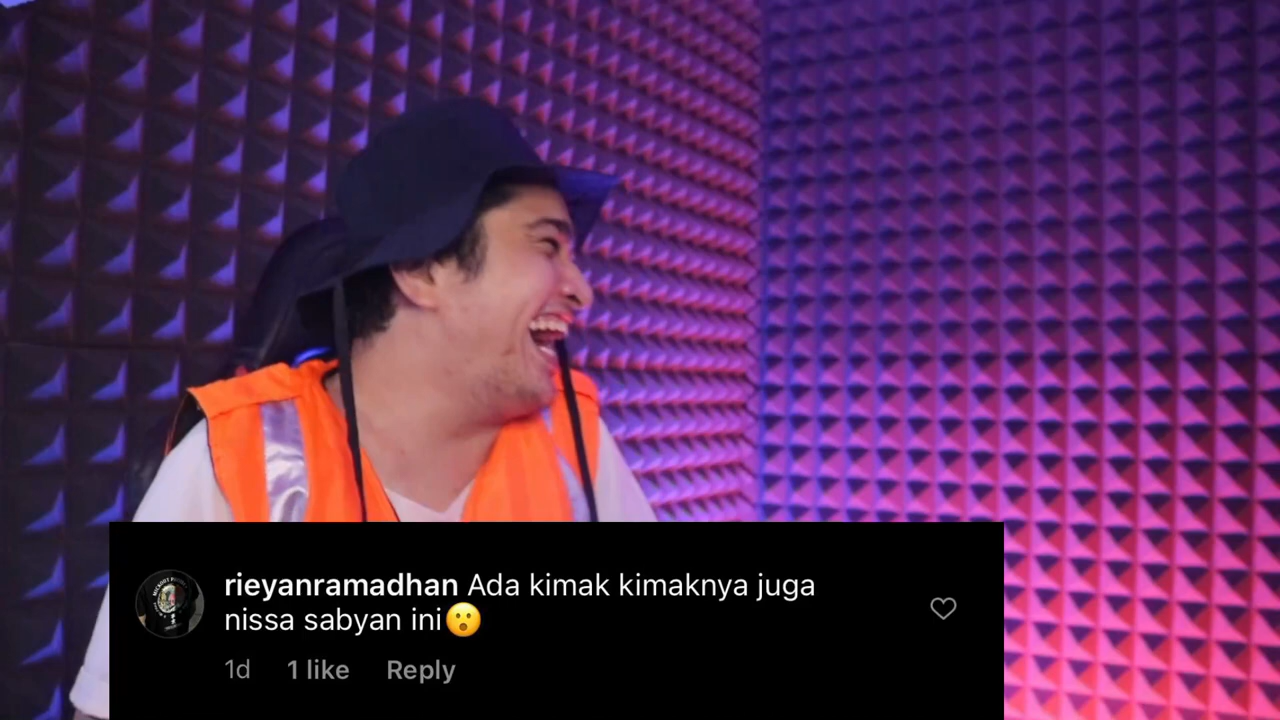 rieyanramadhan Ada kimak kimaknya juga
nissa sabyan ini😮
1d 1 like Reply